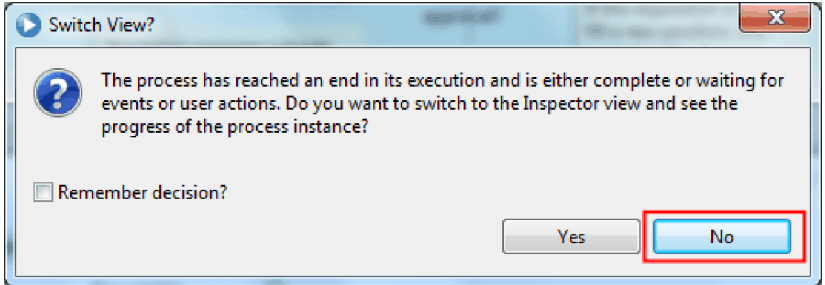 Switch View?
The process has reached an end in its execution and is either complete or waiting for
events or user actions. Do you want to switch to the Inspector view and see the
progress of the process instance?
Remember decision?
Yes
No